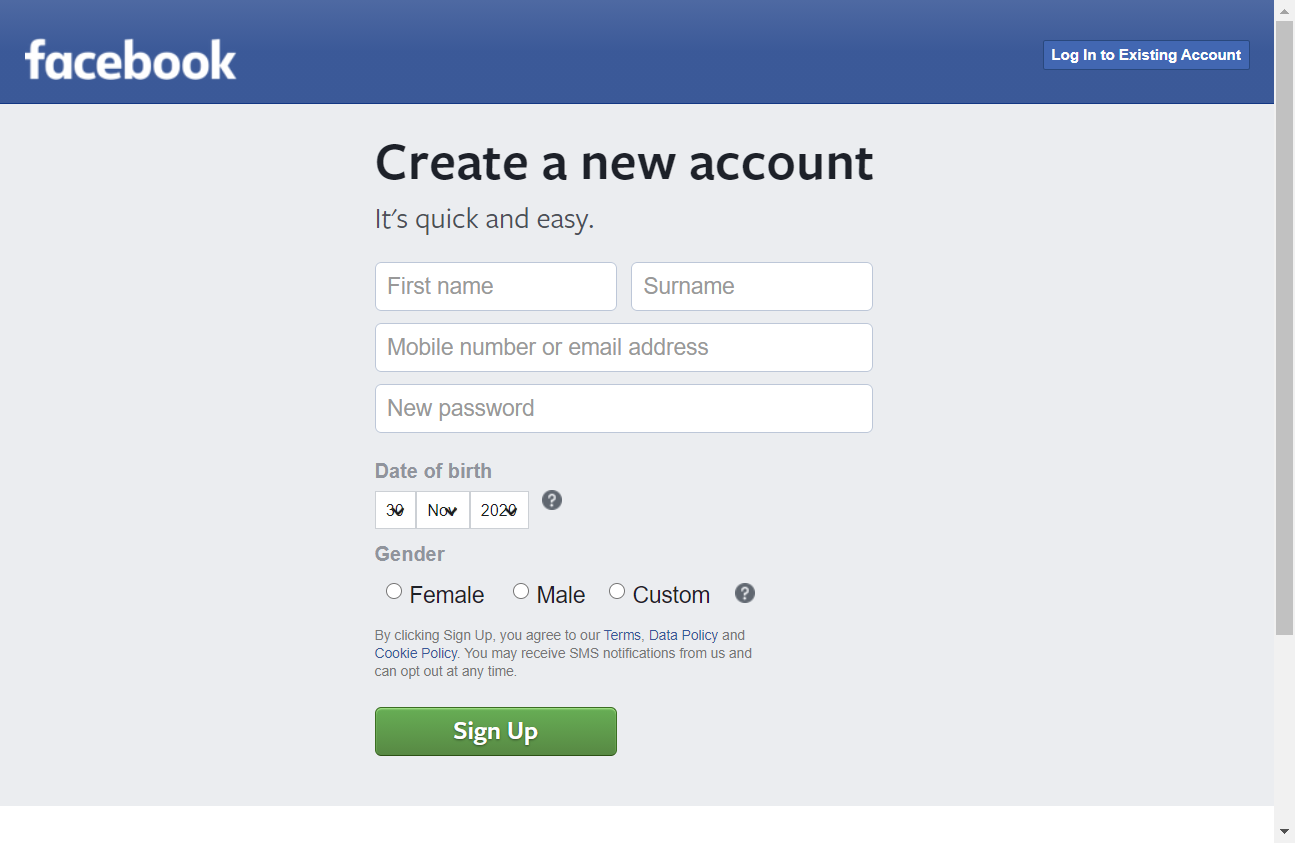 facebook
Log In to Existing Account
Create a new account
It's quick and easy.
First name
Surname
Mobile number or email address
New password
Date of birth
30 Nov 2020 ?
Gender
Female Male Custom ?
By clicking Sign Up, you agree to our Terms, Data Policy and
Cookie Policy. You may receive SMS notifications from us and
can opt out at any time.
Sign Up